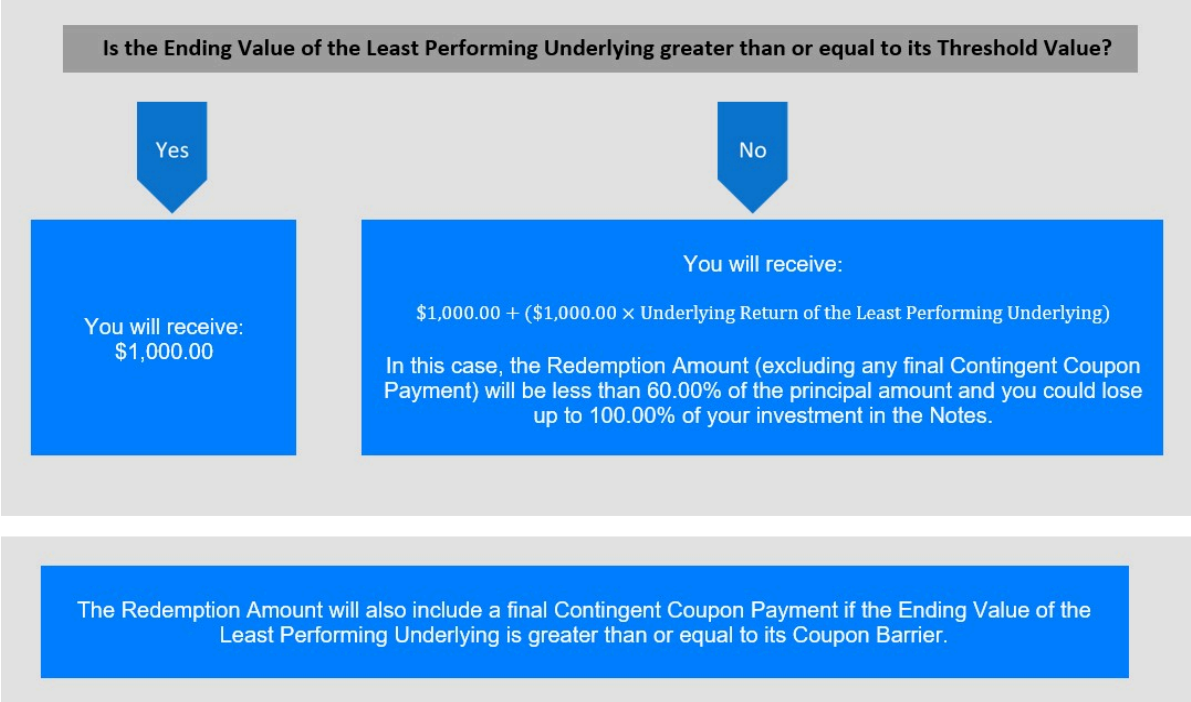 Is the Ending Value of the Least Performing Underlying greater than or equal to its Threshold Value?
Yes
No
You will receive:
$1,000.00
You will receive:
$1,000.00 + ($1,000.00 × Underlying Return of the Least Performing Underlying)
In this case, the Redemption Amount (excluding any final Contingent Coupon
Payment) will be less than 60.00% of the principal amount and you could lose
up to 100.00% of your investment in the Notes.
The Redemption Amount will also include a final Contingent Coupon Payment if the Ending Value of the
Least Performing Underlying is greater than or equal to its Coupon Barrier.